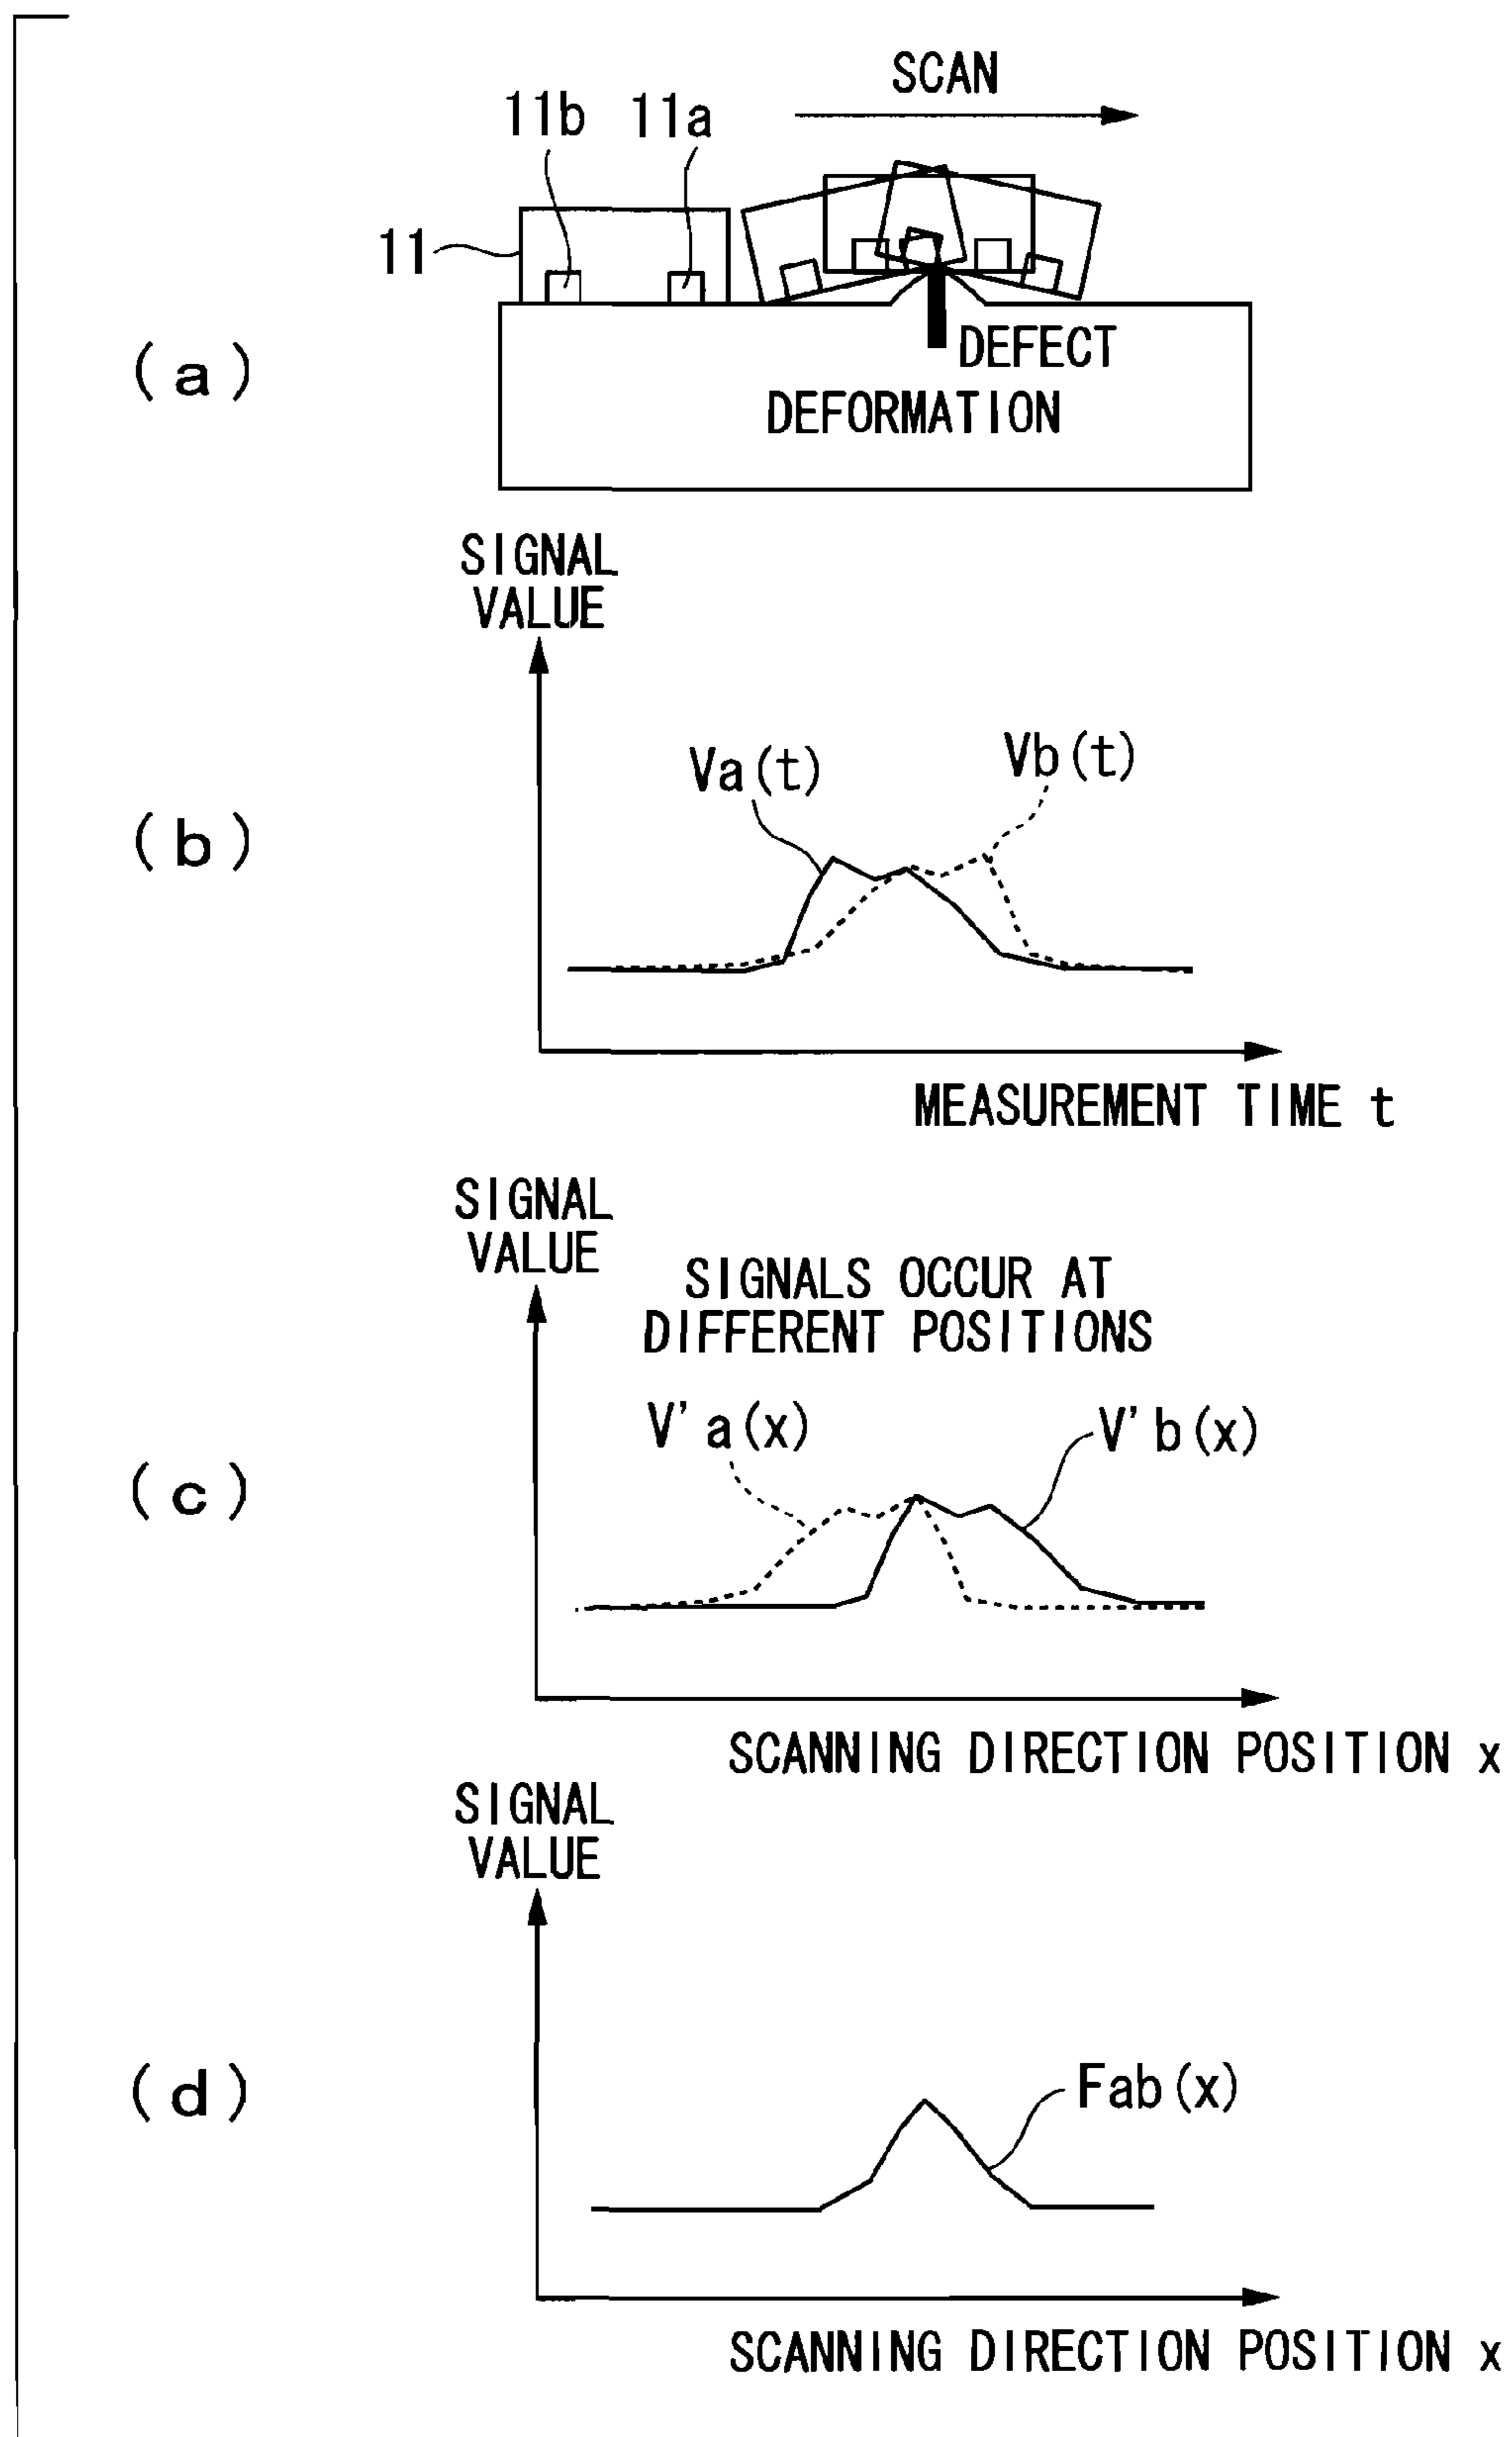 SCAN
11b 11a
11
(a)
DEFECT
DEFORMATION
SIGNAL
VALUE
Va(t)
Vb(t)
(b)
MEASUREMENT TIME t
SIGNAL
VALUE
SIGNALS OCCUR AT
DIFFERENT POSITIONS
V'a(x)
V'b(x)
(c)
SCANNING DIRECTION POSITION x
SIGNAL
VALUE
(d)
Fab(x)
SCANNING DIRECTION POSITION x